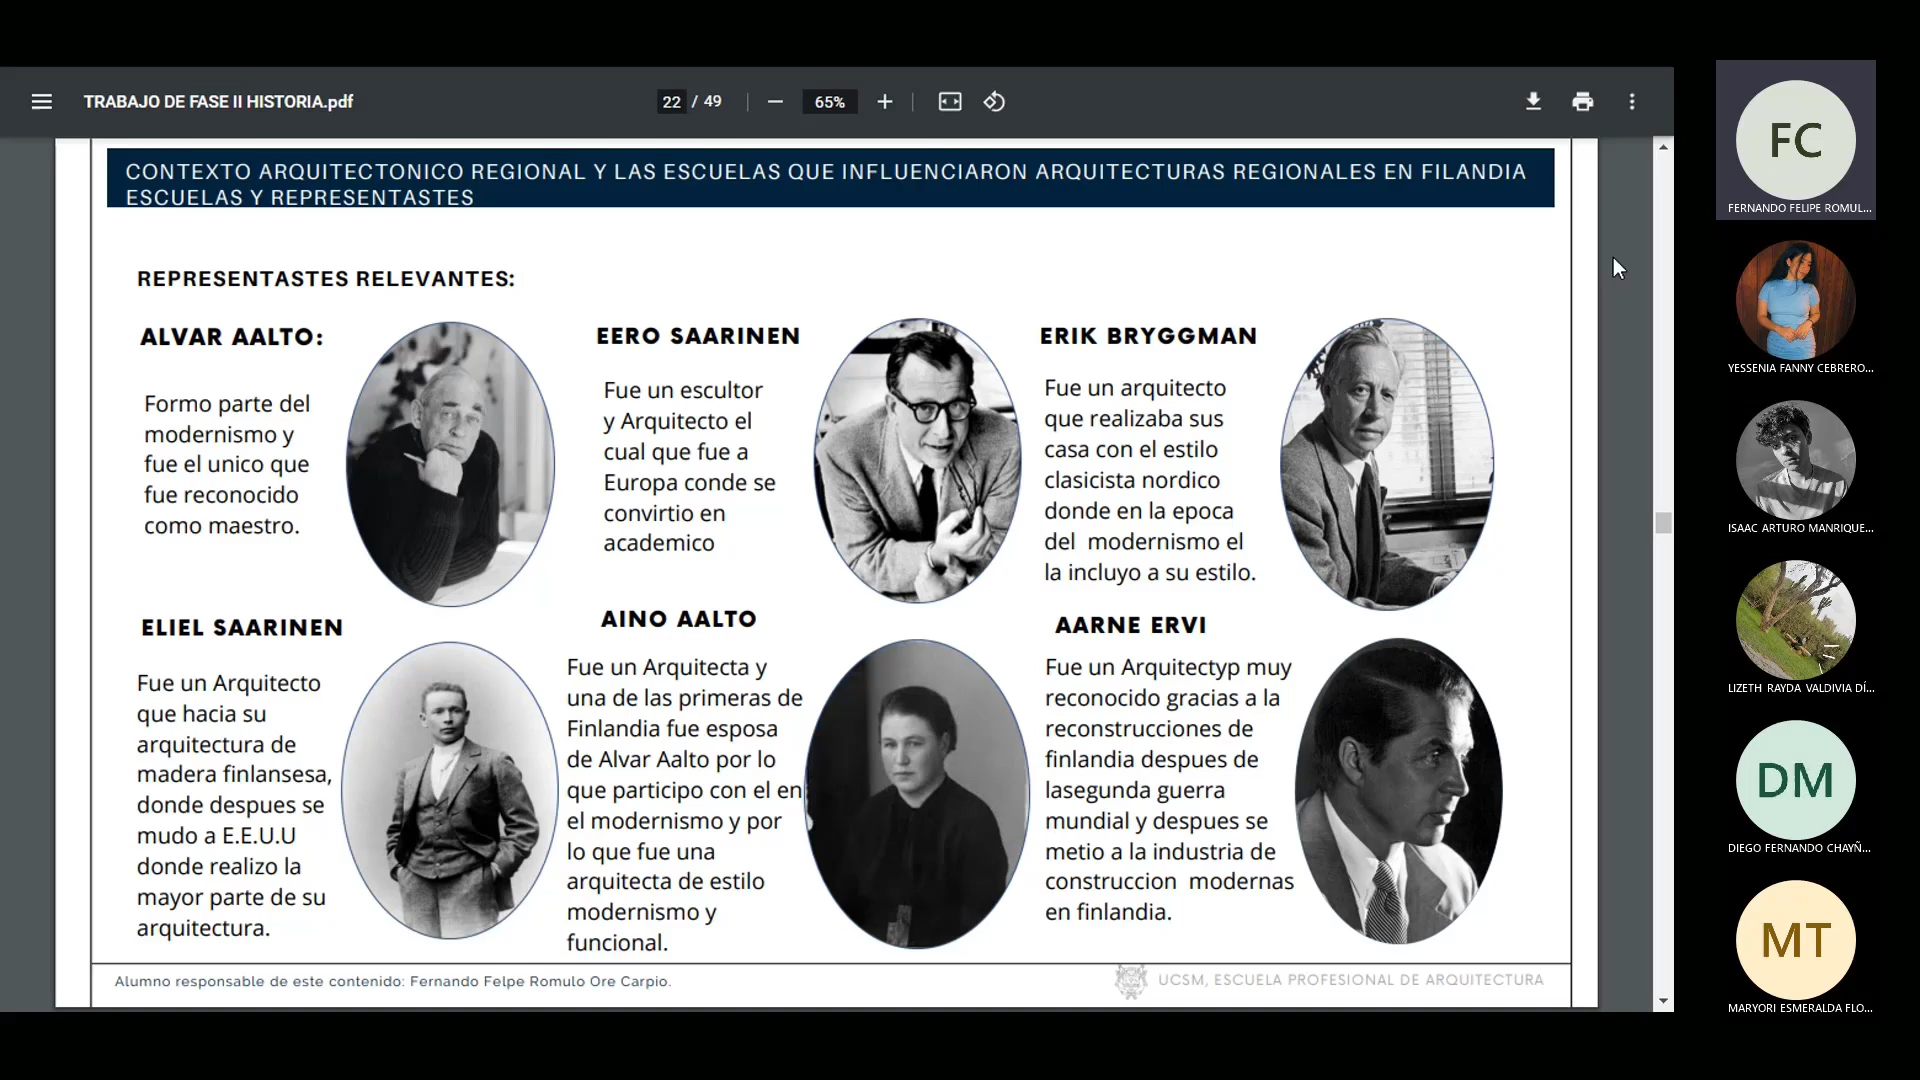 TRABAJO DE FASE II HISTORIA.pdf
22 / 49
65%
CONTEXTO ARQUITECTONICO REGIONAL Y LAS ESCUELAS QUE INFLUENCIARON ARQUITECTURAS REGIONALES EN FILANDIA
ESCUELAS Y REPRESENTASTES
REPRESENTASTES RELEVANTES:
ALVAR AALTO:
Formo parte del
modernismo y
fue el unico que
fue reconocido
como maestro.
EERO SAARINEN
Fue un escultor
y Arquitecto el
cual que fue a
Europa conde se
convirtio en
academico
ERIK BRYGGMAN
Fue un arquitecto
que realizaba sus
casa con el estilo
clasicista nordico
donde en la epoca
del modernismo el
la incluyo a su estilo.
ELIEL SAARINEN
Fue un Arquitecto
que hacia su
arquitectura de
madera finlansesa,
donde despues se
mudo a E.E.U.U
donde realizo la
mayor parte de su
arquitectura.
AINO AALTO
Fue un Arquitecta y
una de las primeras de
Finlandia fue esposa
de Alvar Aalto por lo
que participo con el en
el modernismo y por
lo que fue una
arquitecta de estilo
modernismo y
funcional.
AARNE ERVI
Fue un Arquitectyp muy
reconocido gracias a la
reconstrucciones de
finlandia despues de
lasegunda guerra
mundial y despues se
metio a la industria de
construccion modernas
en finlandia.
Alumno responsable de este contenido: Fernando Felpe Romulo Ore Carpio.
UCSM, ESCUELA PROFESIONAL DE ARQUITECTURA
FC
FERNANDO FELIPE ROMUL...
YESSENIA FANNY CEBRERO...
ISAAC ARTURO MANRIQUE...
LIZETH RAYDA VALDIVIA DÍ...
DM
DIEGO FERNANDO CHAYÑ...
MT
MARYORI ESMERALDA FLO...